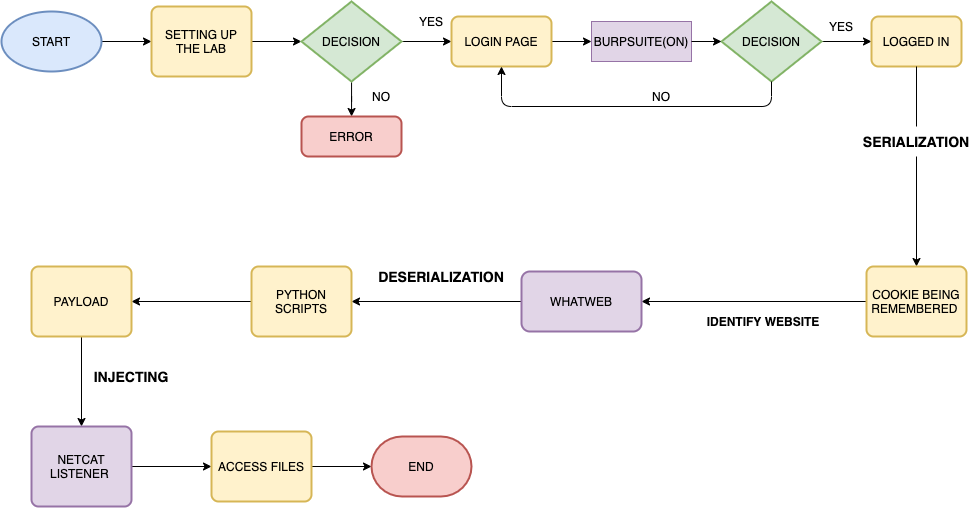 START
SETTING UP
THE LAB
DECISION
YES
LOGIN PAGE
BURPSUITE(ON)
DECISION
YES
LOGGED IN
NO
NO
ERROR
SERIALIZATION
PAYLOAD
PYTHON
SCRIPTS
DESERIALIZATION
WHATWEB
IDENTIFY WEBSITE
COOKIE BEING
REMEMBERED
INJECTING
NETCAT
LISTENER
ACCESS FILES
END